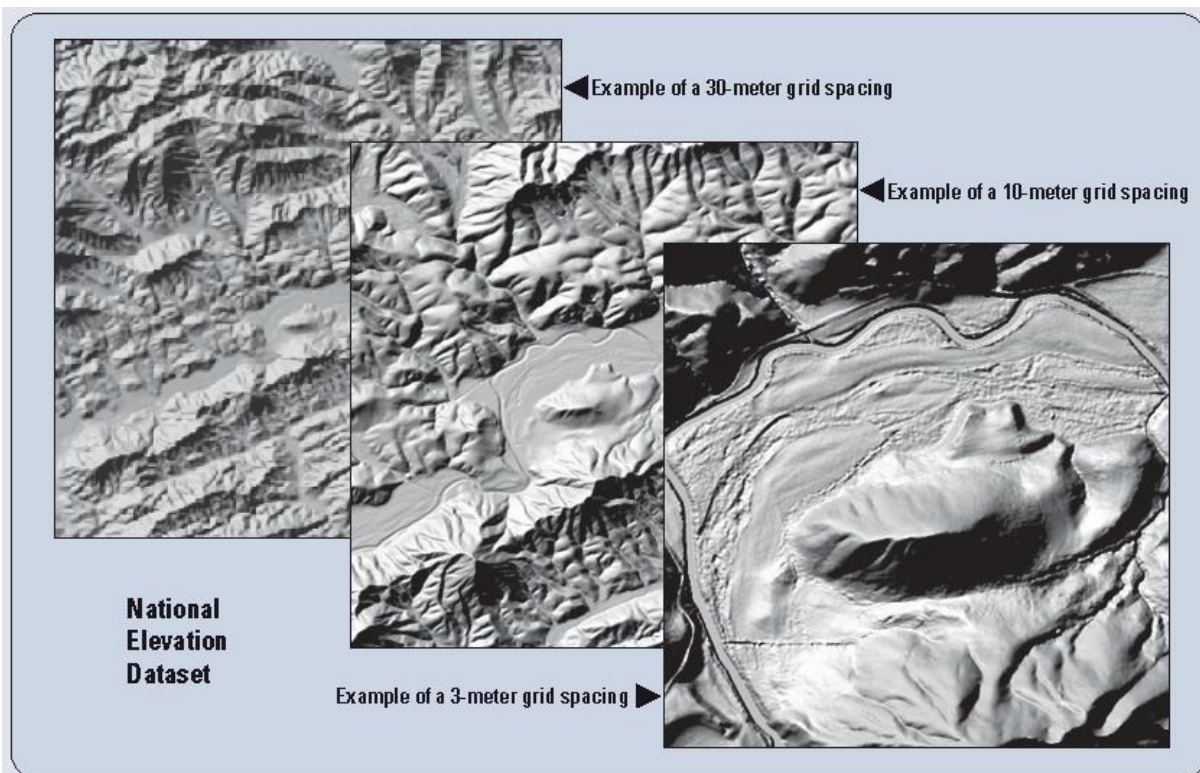 Example of a 30-meter grid spacing
Example of a 10-meter grid spacing
National
Elevation
Dataset
Example of a 3-meter grid spacing